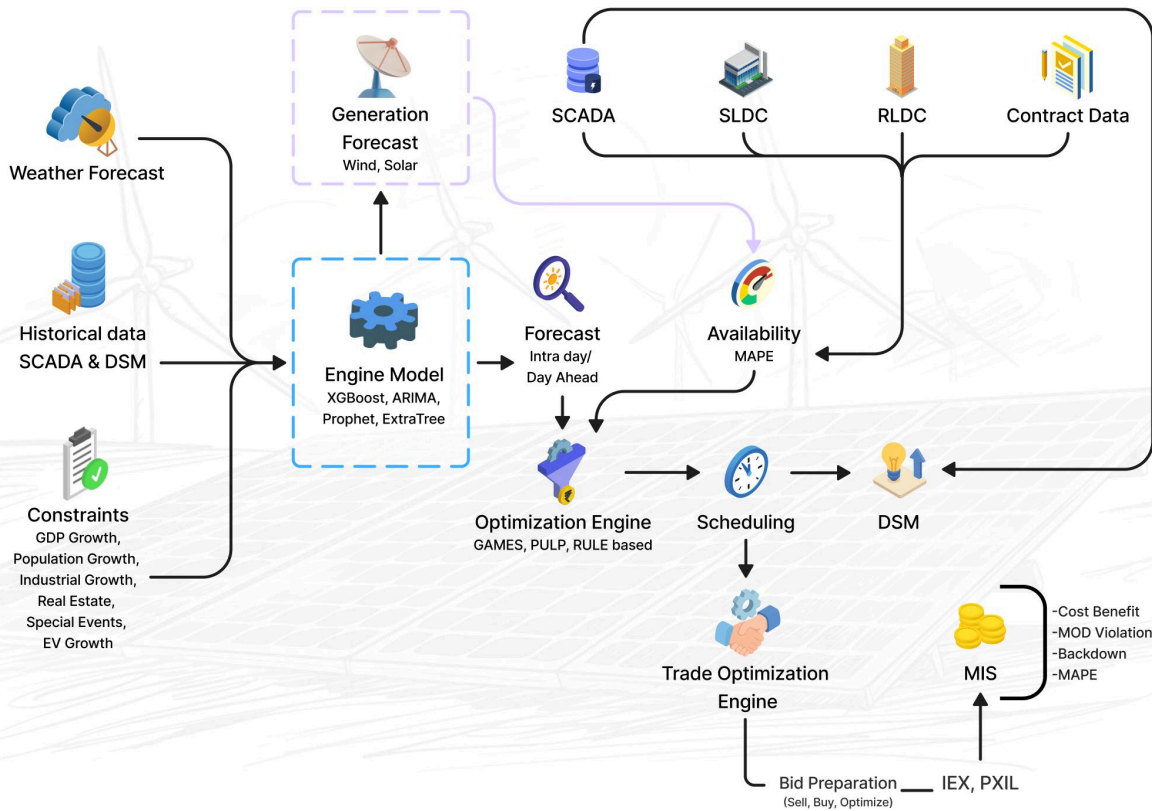 Weather Forecast
Historical data
SCADA & DSM
Constraints
GDP Growth,
Population Growth,
Industrial Growth,
Real Estate,
Special Events,
EV Growth
Generation
Forecast
Wind, Solar
Engine Model
XGBoost, ARIMA,
Prophet, ExtraTree
SCADA
SLDC
RLDC
Contract Data
Forecast
Intra day/
Day Ahead
Availability
MAPE
Optimization Engine
GAMES, PULP, RULE based
Scheduling
DSM
Trade Optimization
Engine
MIS
-Cost Benefit
-MOD Violation
-Backdown
-MAPE
Bid Preparation
(Sell, Buy, Optimize)
IEX, PXIL